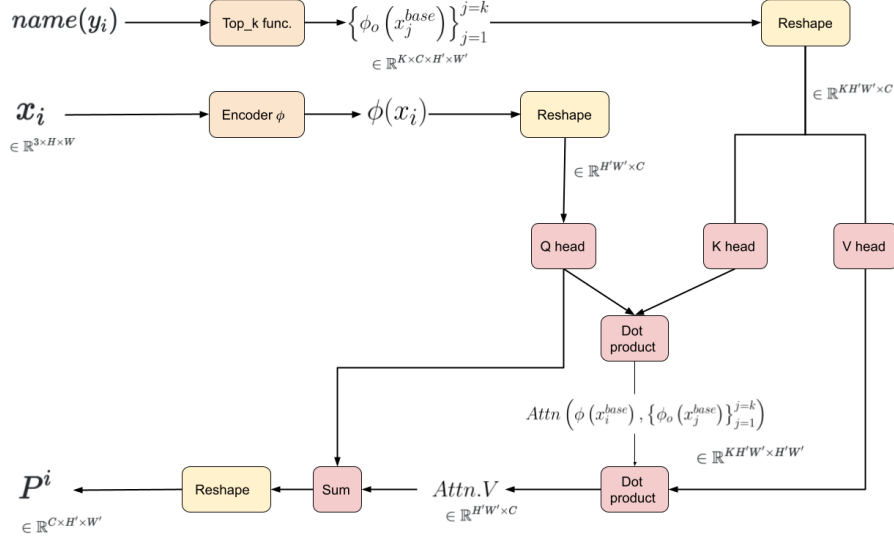 name(y_i)
Top_k func.
{ϕ_o (x_j^{base})}_{j=1}^{j=k}
∈ ℝ^{K×C×H′×W′}
Reshape
∈ ℝ^{KH′W′×C}
x_i
∈ ℝ^{3×H×W}
Encoder ϕ
ϕ(x_i)
Reshape
∈ ℝ^{H′W′×C}
Q head
K head
V head
Dot
product
Attn (ϕ (x_i^{base}) , {ϕ_o (x_j^{base})}_{j=1}^{j=k})
∈ ℝ^{KH′W′×H′W′}
P^i
∈ ℝ^{C×H′×W′}
Reshape
Sum
Attn.V
∈ ℝ^{H′W′×C}
Dot
product